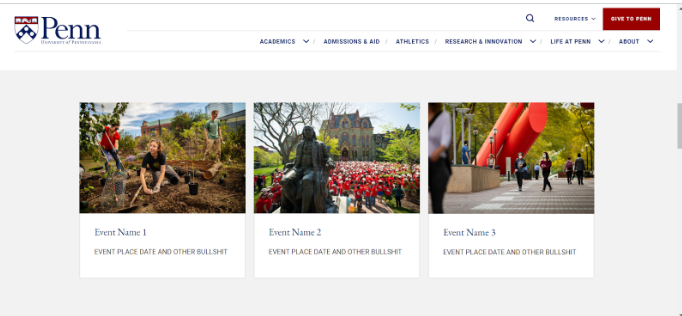 RESOURCES
GIVE TO PENN
Penn
UNIVERSITY of PENNSYLVANIA
ACADEMICS / ADMISSIONS & AID / ATHLETICS / RESEARCH & INNOVATION / LIFE AT PENN / ABOUT
Event Name 1
EVENT PLACE DATE AND OTHER BULLSHIT
Event Name 2
EVENT PLACE DATE AND OTHER BULLSHIT
Event Name 3
EVENT PLACE DATE AND OTHER BULLSHIT